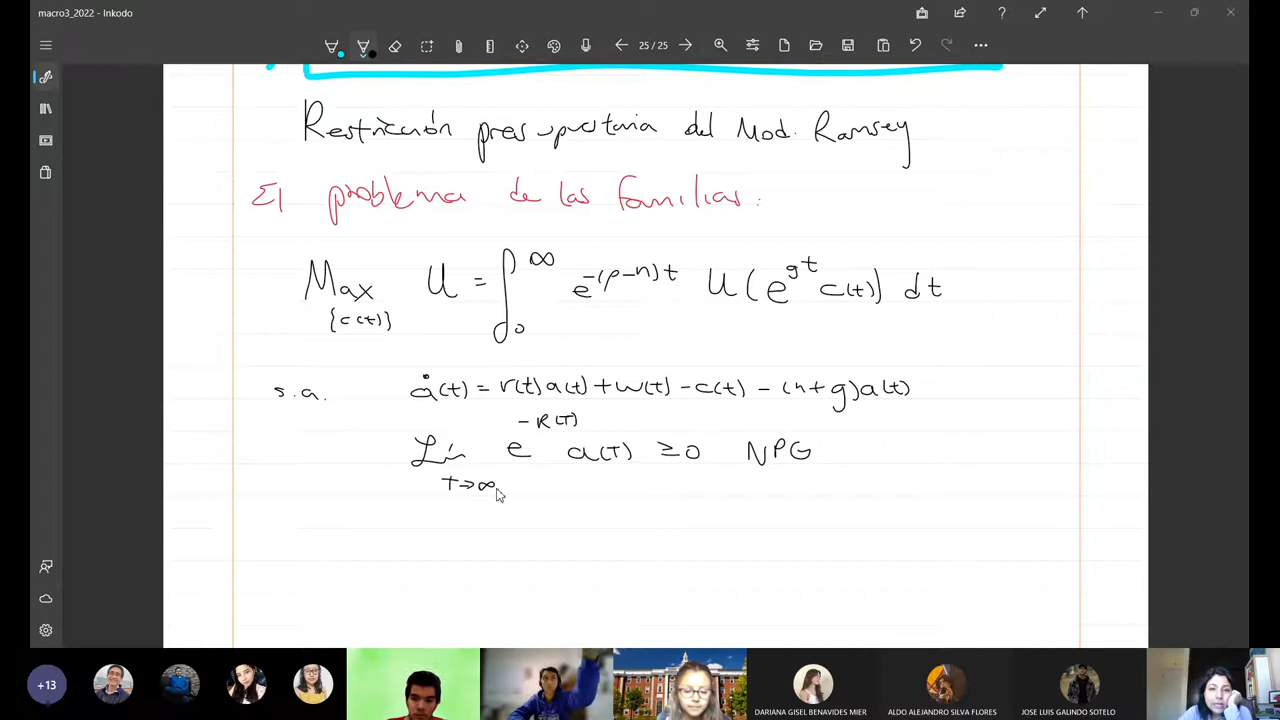 macro3_2022 - Inkodo
25 / 25
Restricción presupuestaria del Mod. Ramsey
El problema de las familias.
Max U = ∫₀^∞ e^{-(ρ-n)t} U(e^{gt} c(t)) dt
{c(t)}
s.a. ȧ(t) = r(t)a(t) + w(t) - c(t) - (n+g)a(t)
Lím e^{-R(T)} a(T) ≥ 0 NPG
T→∞
+13
DARIANA GISEL BENAVIDES MIER
ALDO ALEJANDRO SILVA FLORES
JOSE LUIS GALINDO SOTELO